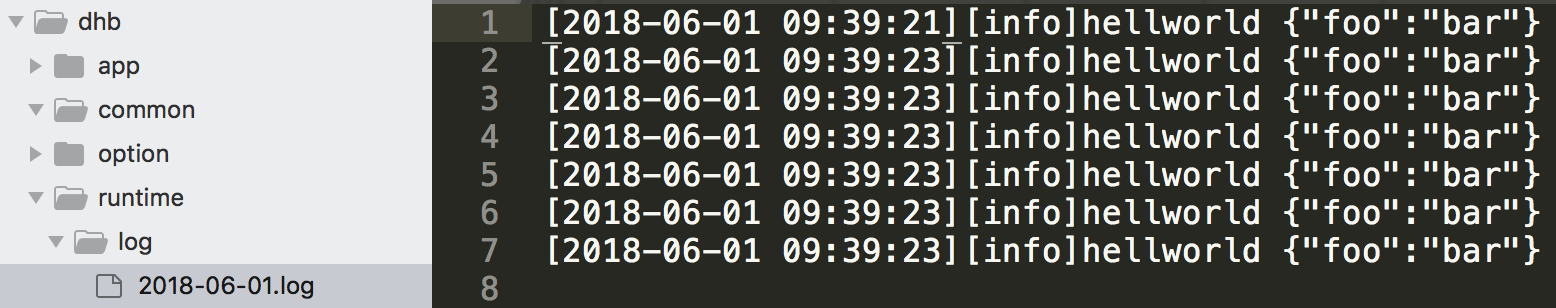 dhb
app
common
option
runtime
log
2018-06-01.log
1 [2018-06-01 09:39:21][info]hellworld {"foo":"bar"}
2 [2018-06-01 09:39:23][info]hellworld {"foo":"bar"}
3 [2018-06-01 09:39:23][info]hellworld {"foo":"bar"}
4 [2018-06-01 09:39:23][info]hellworld {"foo":"bar"}
5 [2018-06-01 09:39:23][info]hellworld {"foo":"bar"}
6 [2018-06-01 09:39:23][info]hellworld {"foo":"bar"}
7 [2018-06-01 09:39:23][info]hellworld {"foo":"bar"}
8